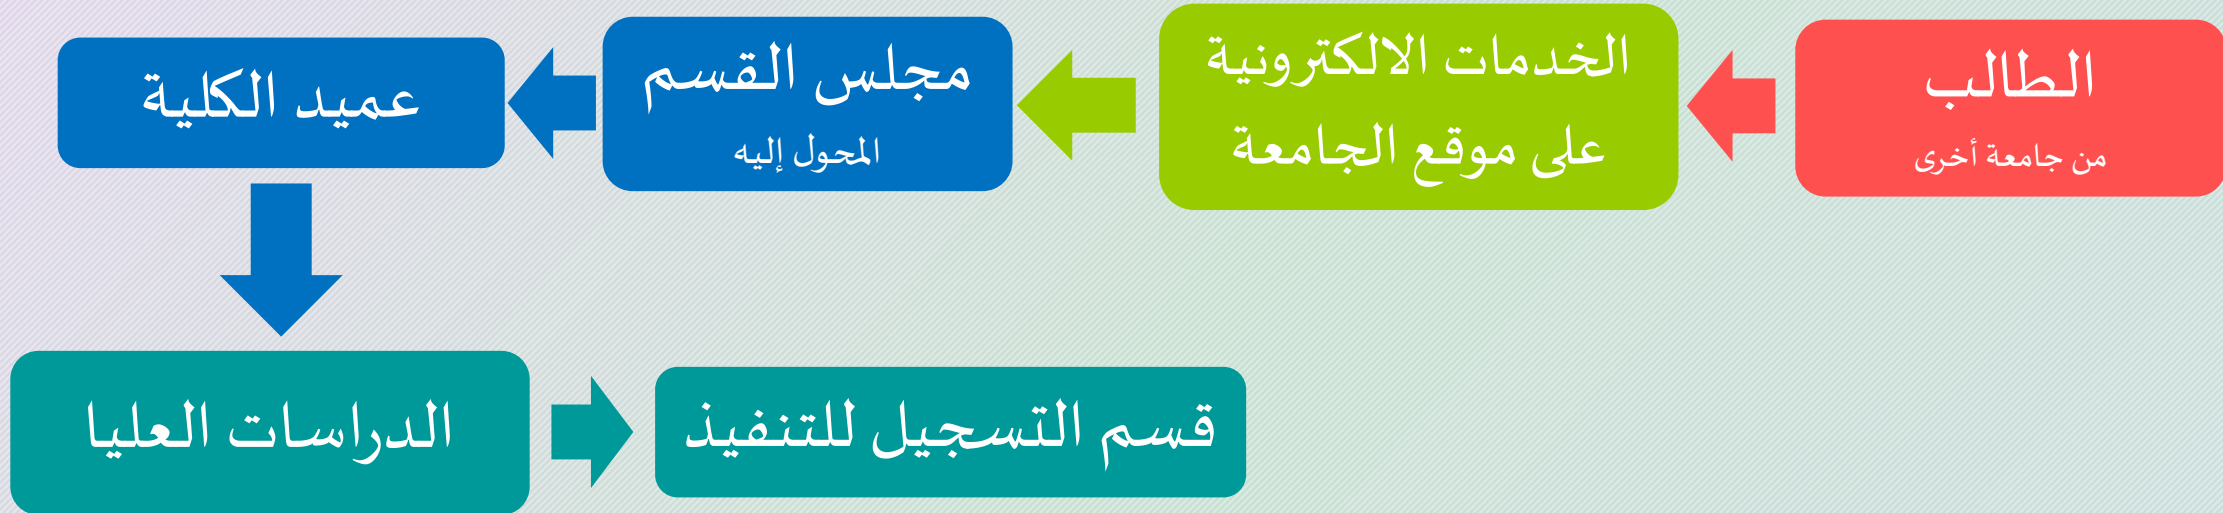 الطالب
من جامعة أخرى
الخدمات الالكترونية
على موقع الجامعة
مجلس القسم
المحول إليه
عميد الكلية
الدراسات العليا
قسم التسجيل للتنفيذ